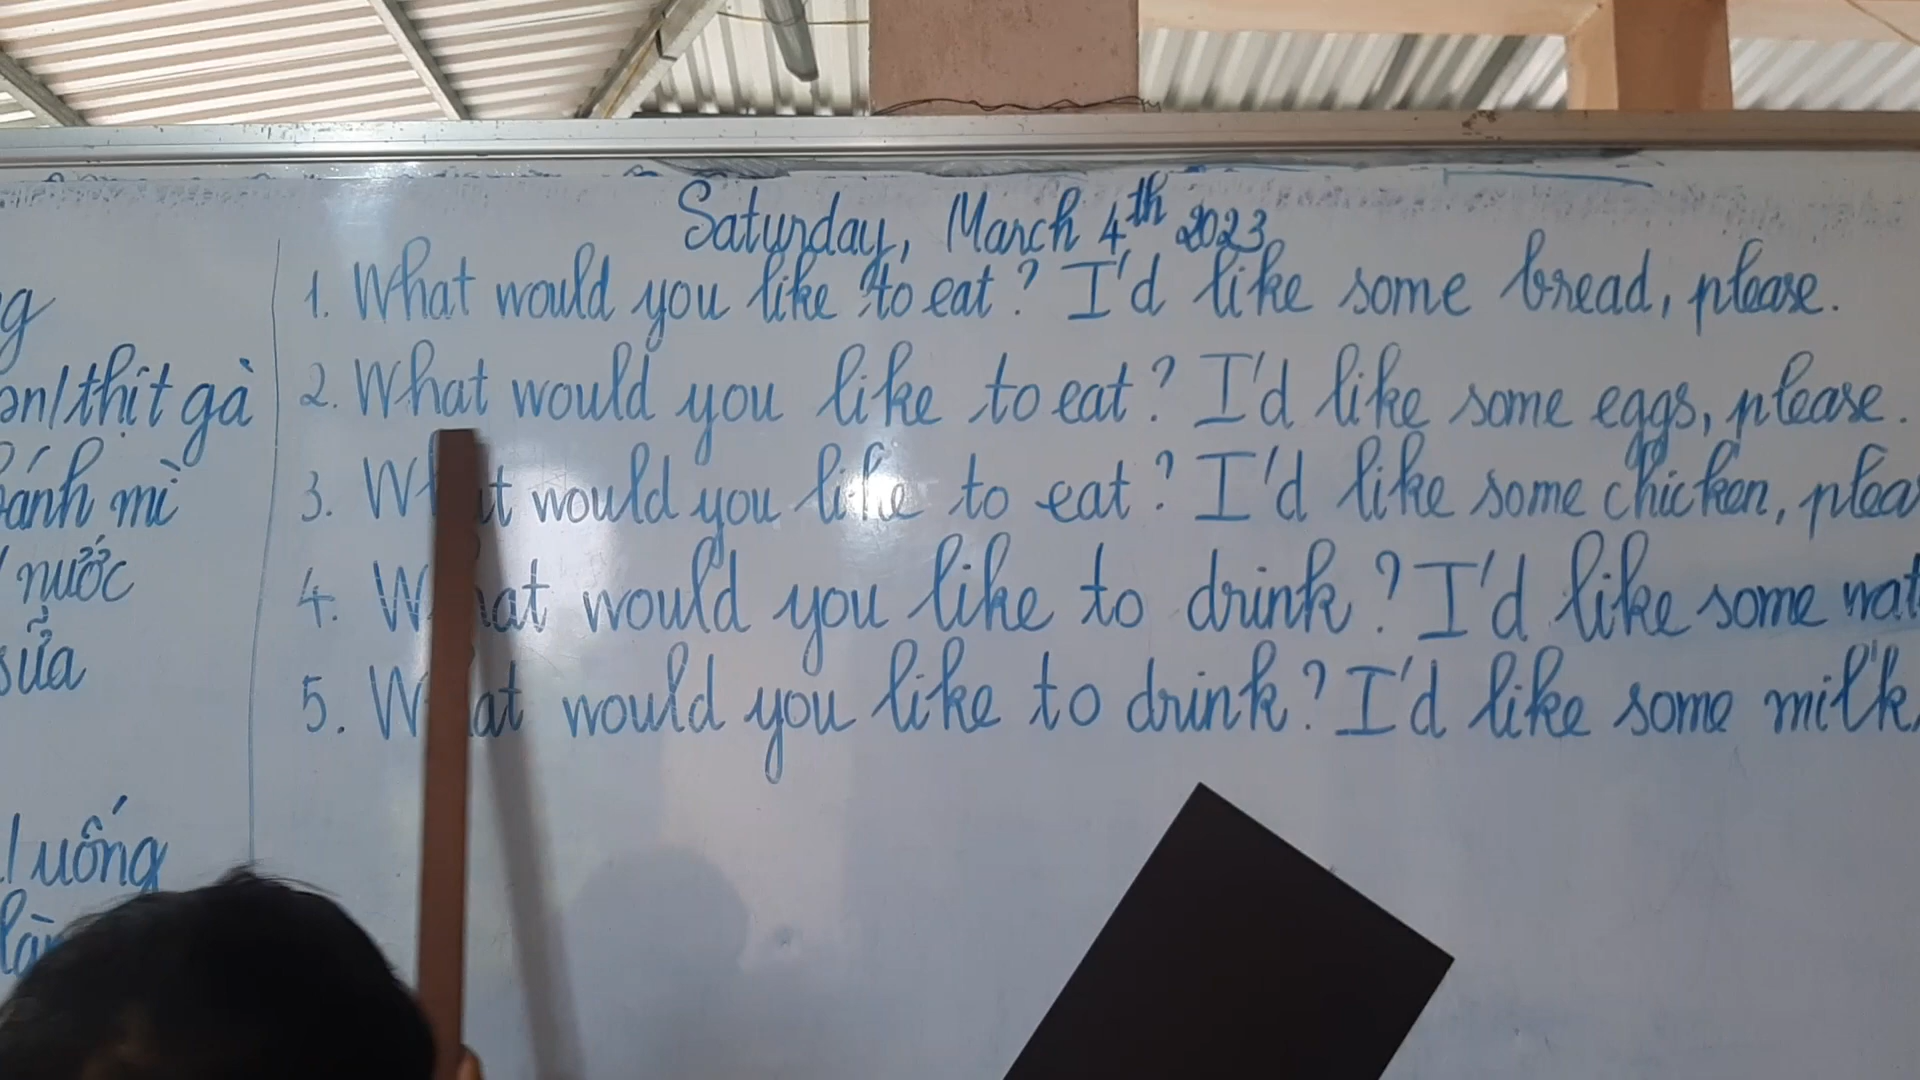 Saturday, March 4th 2023
g
ăn/thịt gà
bánh mì
/ nước
sữa
/ uống
1. What would you like to eat? I'd like some bread, please.
2. What would you like to eat? I'd like some eggs, please.
3. What would you like to eat? I'd like some chicken, pleas
4. What would you like to drink? I'd like some wat
5. What would you like to drink? I'd like some milk,